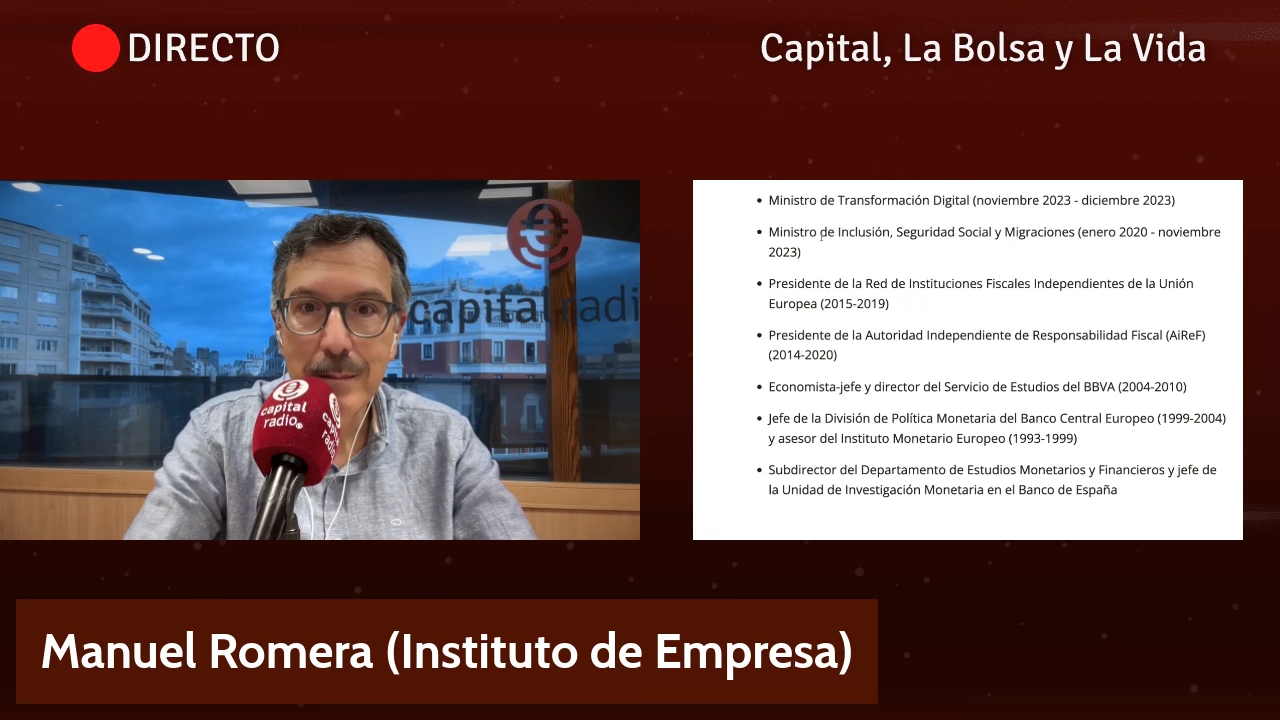 DIRECTO
Capital, La Bolsa y La Vida
capital radi
capital
radio
capital
radio
Ministro de Transformación Digital (noviembre 2023 - diciembre 2023)
Ministro de Inclusión, Seguridad Social y Migraciones (enero 2020 - noviembre
2023)
Presidente de la Red de Instituciones Fiscales Independientes de la Unión
Europea (2015-2019)
Presidente de la Autoridad Independiente de Responsabilidad Fiscal (AiReF)
(2014-2020)
Economista-jefe y director del Servicio de Estudios del BBVA (2004-2010)
Jefe de la División de Política Monetaria del Banco Central Europeo (1999-2004)
y asesor del Instituto Monetario Europeo (1993-1999)
Subdirector del Departamento de Estudios Monetarios y Financieros y jefe de
la Unidad de Investigación Monetaria en el Banco de España
Manuel Romera (Instituto de Empresa)